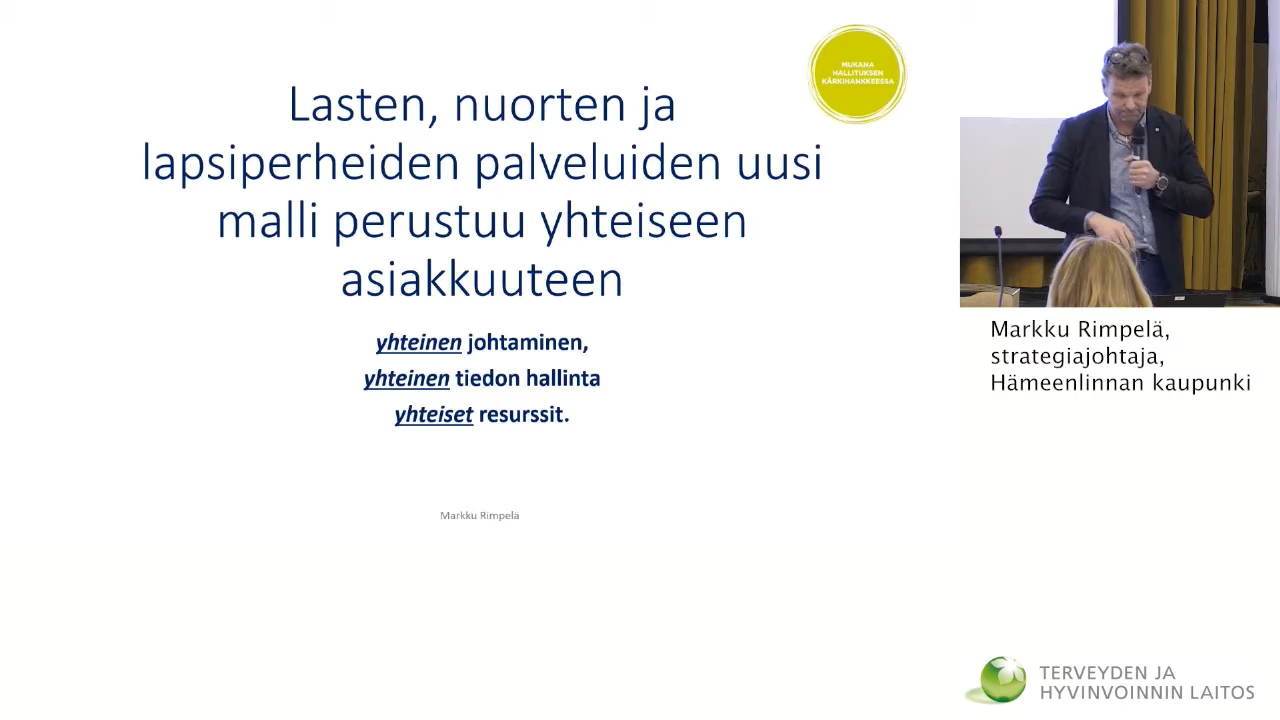 MUKANA
HALLITUKSEN
KÄRKIHANKKEESSA
Lasten, nuorten ja
lapsiperheiden palveluiden uusi
malli perustuu yhteiseen
asiakkuuteen
yhteinen johtaminen,
yhteinen tiedon hallinta
yhteiset resurssit.
Markku Rimpelä
Markku Rimpelä,
strategiajohtaja,
Hämeenlinnan kaupunki
TERVEYDEN JA
HYVINVOINNIN LAITOS